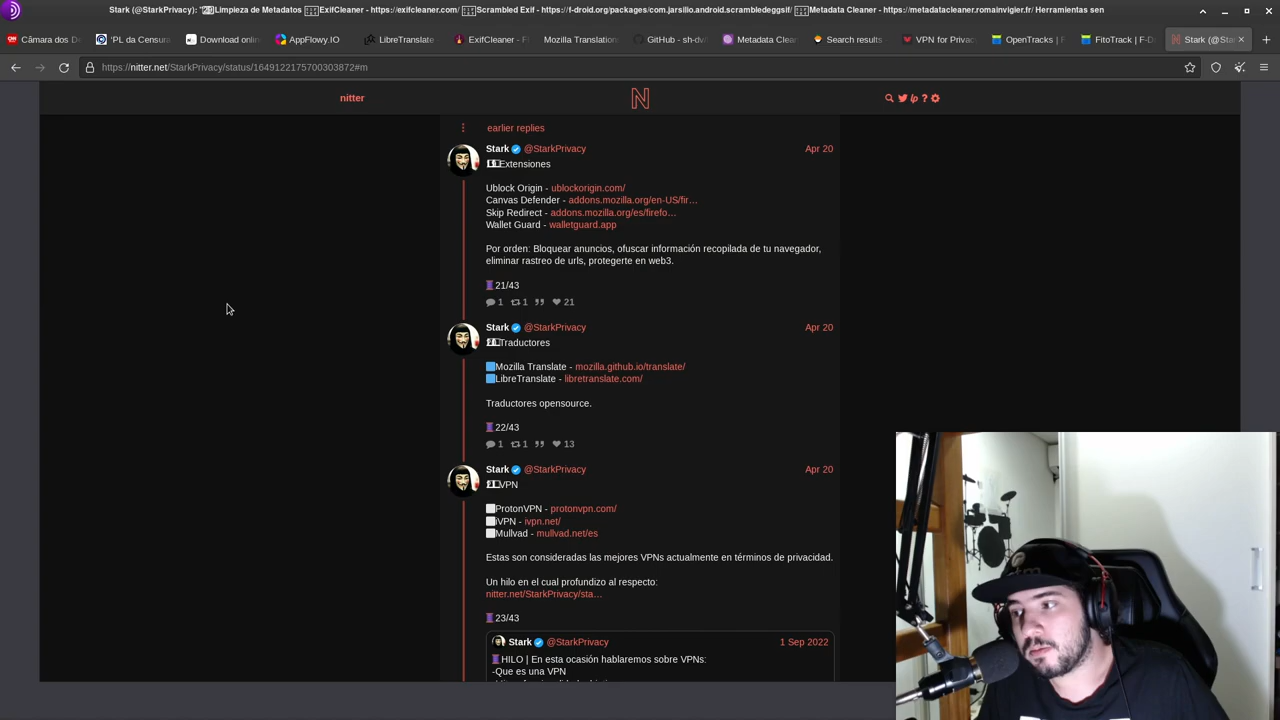 Stark (@StarkPrivacy): "Limpieza de Metadatos ExifCleaner - https://exifcleaner.com/ Scrambled Exif - https://f-droid.org/packages/com.jarsilio.android.scrambledeggsif/ Metadata Cleaner - https://metadatacleaner.romainvigier.fr/ Herramientas sen
Câmara dos De
"PL da Censura
Download onlin
AppFlowy.IO
LibreTranslate -
ExifCleaner - Fl
Mozilla Translations
GitHub - sh-dv/
Metadata Clean
Search results -
VPN for Privac
OpenTracks | F
FitoTrack | F-D
Stark (@Sta
https://nitter.net/StarkPrivacy/status/1649122175700303872#m
nitter
N
earlier replies
Stark @StarkPrivacy Apr 20
Extensiones
Ublock Origin - ublockorigin.com/
Canvas Defender - addons.mozilla.org/en-US/fir…
Skip Redirect - addons.mozilla.org/es/firefo…
Wallet Guard - walletguard.app
Por orden: Bloquear anuncios, ofuscar información recopilada de tu navegador,
eliminar rastreo de urls, protegerte en web3.
🧵21/43
1 1 21
Stark @StarkPrivacy Apr 20
Traductores
Mozilla Translate - mozilla.github.io/translate/
LibreTranslate - libretranslate.com/
Traductores opensource.
🧵22/43
1 1 13
Stark @StarkPrivacy Apr 20
VPN
ProtonVPN - protonvpn.com/
iVPN - ivpn.net/
Mullvad - mullvad.net/es
Estas son consideradas las mejores VPNs actualmente en términos de privacidad.
Un hilo en el cual profundizo al respecto:
nitter.net/StarkPrivacy/sta…
🧵23/43
Stark @StarkPrivacy 1 Sep 2022
🧵HILO | En esta ocasión hablaremos sobre VPNs:
-Que es una VPN